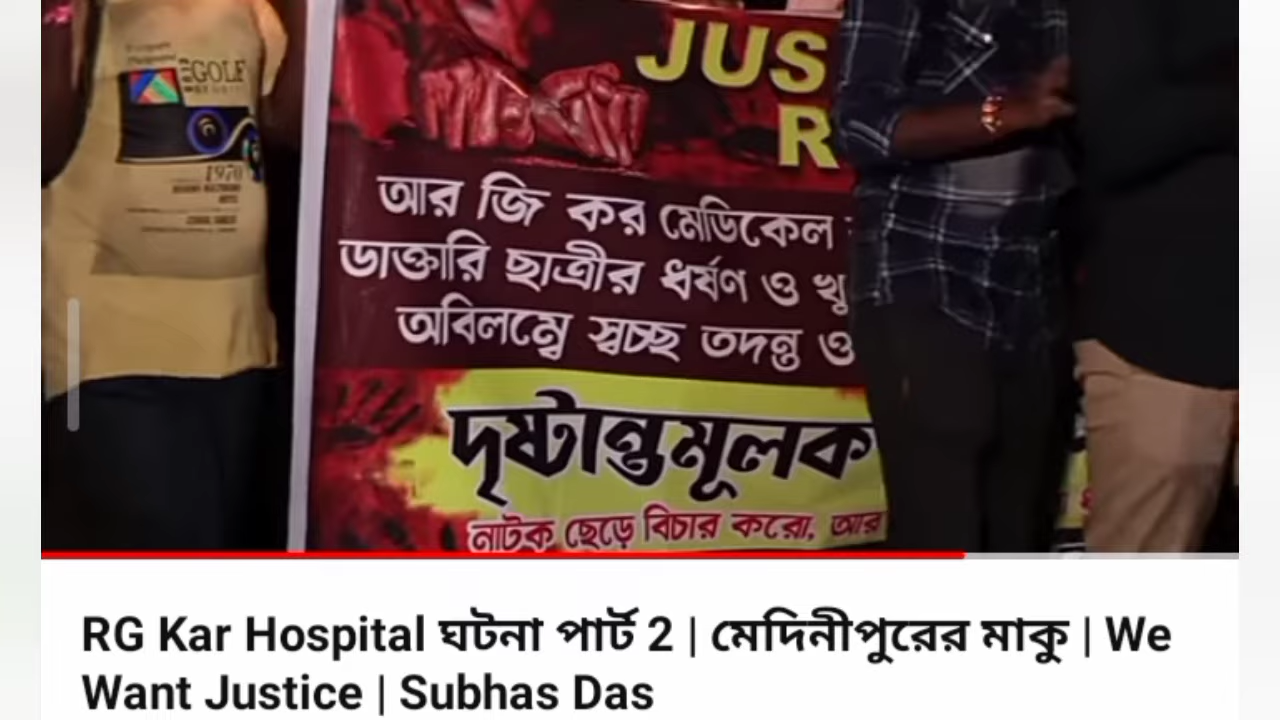 GOLF
1970
JUS
R
আর জি কর মেডিকেল
ডাক্তারি ছাত্রীর ধর্ষণ ও খু
অবিলম্বে স্বচ্ছ তদন্ত ও
দৃষ্টান্তমূলক
নাটক ছেড়ে বিচার করো, আর
RG Kar Hospital ঘটনা পার্ট 2 | মেদিনীপুরের মাকু | We
Want Justice | Subhas Das